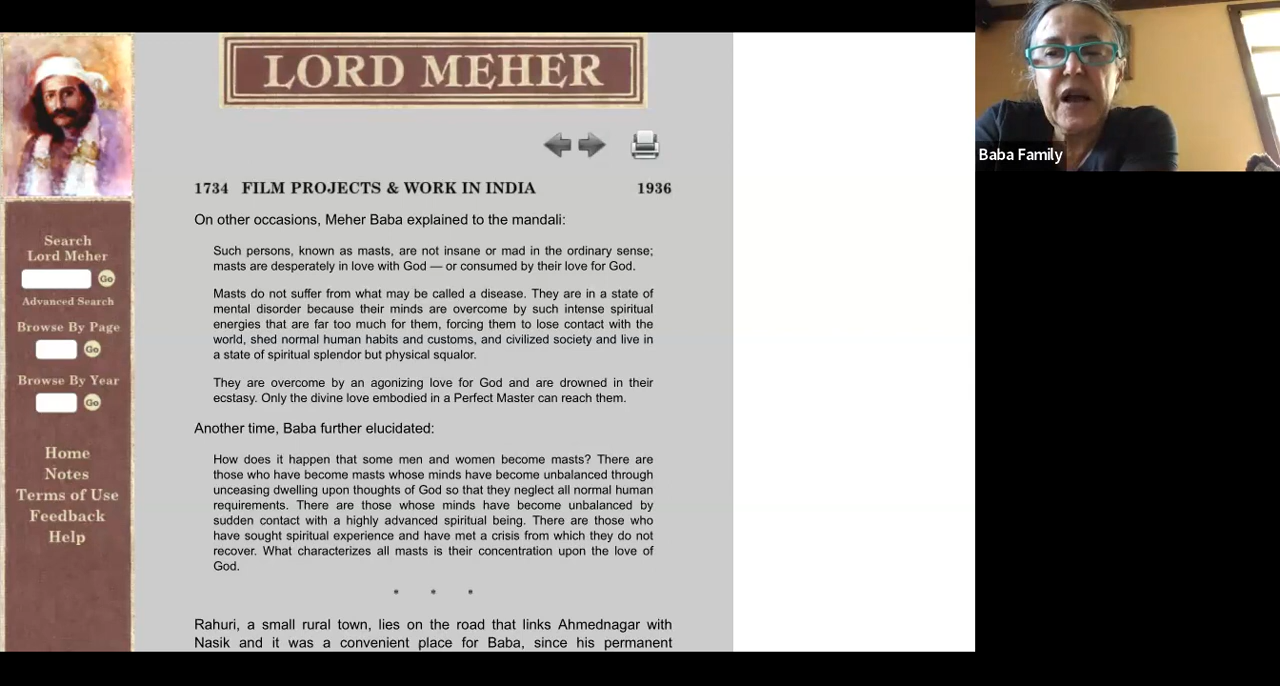 LORD MEHER
Baba Family
1734 FILM PROJECTS & WORK IN INDIA 1936
On other occasions, Meher Baba explained to the mandali:
Such persons, known as masts, are not insane or mad in the ordinary sense;
masts are desperately in love with God — or consumed by their love for God.
Masts do not suffer from what may be called a disease. They are in a state of
mental disorder because their minds are overcome by such intense spiritual
energies that are far too much for them, forcing them to lose contact with the
world, shed normal human habits and customs, and civilized society and live in
a state of spiritual splendor but physical squalor.
They are overcome by an agonizing love for God and are drowned in their
ecstasy. Only the divine love embodied in a Perfect Master can reach them.
Another time, Baba further elucidated:
How does it happen that some men and women become masts? There are
those who have become masts whose minds have become unbalanced through
unceasing dwelling upon thoughts of God so that they neglect all normal human
requirements. There are those whose minds have become unbalanced by
sudden contact with a highly advanced spiritual being. There are those who
have sought spiritual experience and have met a crisis from which they do not
recover. What characterizes all masts is their concentration upon the love of
God.
* * *
Rahuri, a small rural town, lies on the road that links Ahmednagar with
Nasik and it was a convenient place for Baba, since his permanent
Search
Lord Meher
Go
Advanced Search
Browse By Page
Go
Browse By Year
Go
Home
Notes
Terms of Use
Feedback
Help